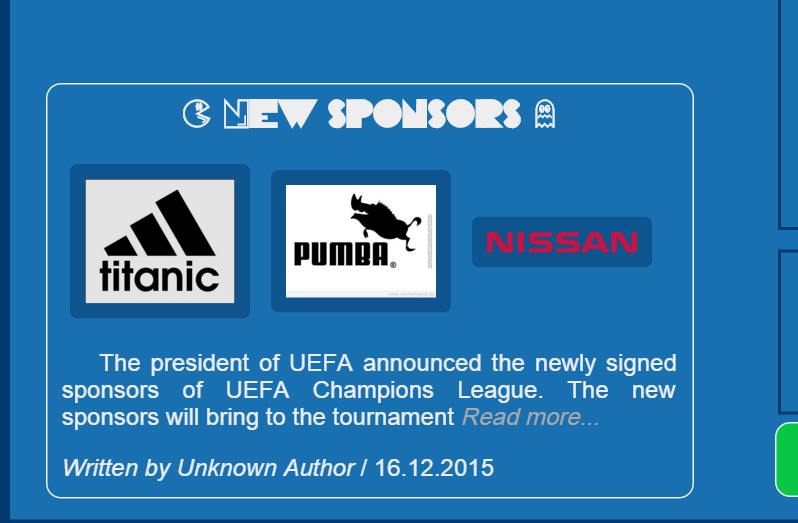 NEW SPONSORS
titanic
PUMBA®
NISSAN
The president of UEFA announced the newly signed
sponsors of UEFA Champions League. The new
sponsors will bring to the tournament Read more...
Written by Unknown Author / 16.12.2015